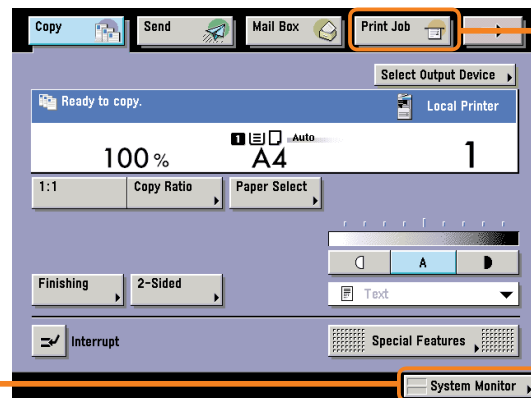 Copy Send Mail Box Print Job
Select Output Device
Ready to copy. Local Printer
1 Auto
100 % A4 1
1:1 Copy Ratio Paper Select
A
Finishing 2-Sided
Text
Interrupt Special Features
System Monitor